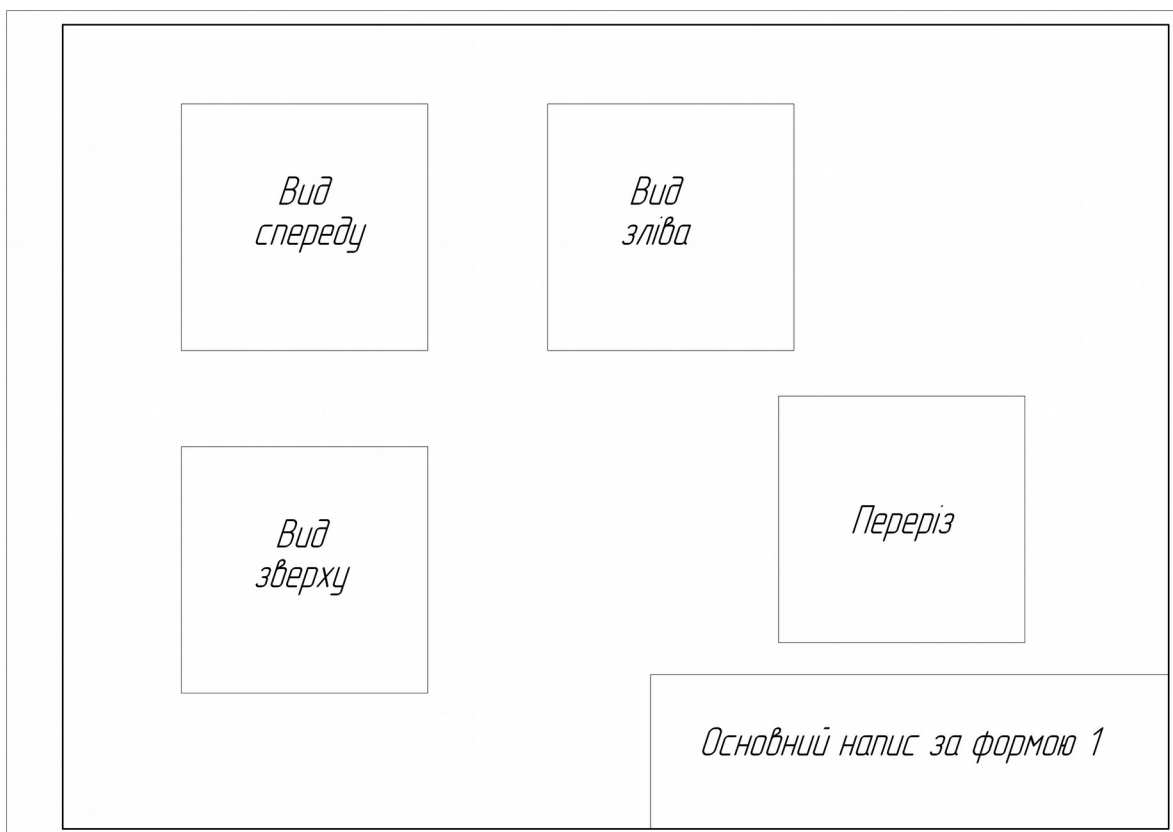 Вид
спереду
Вид
зліва
Вид
зверху
Переріз
Основний напис за формою 1